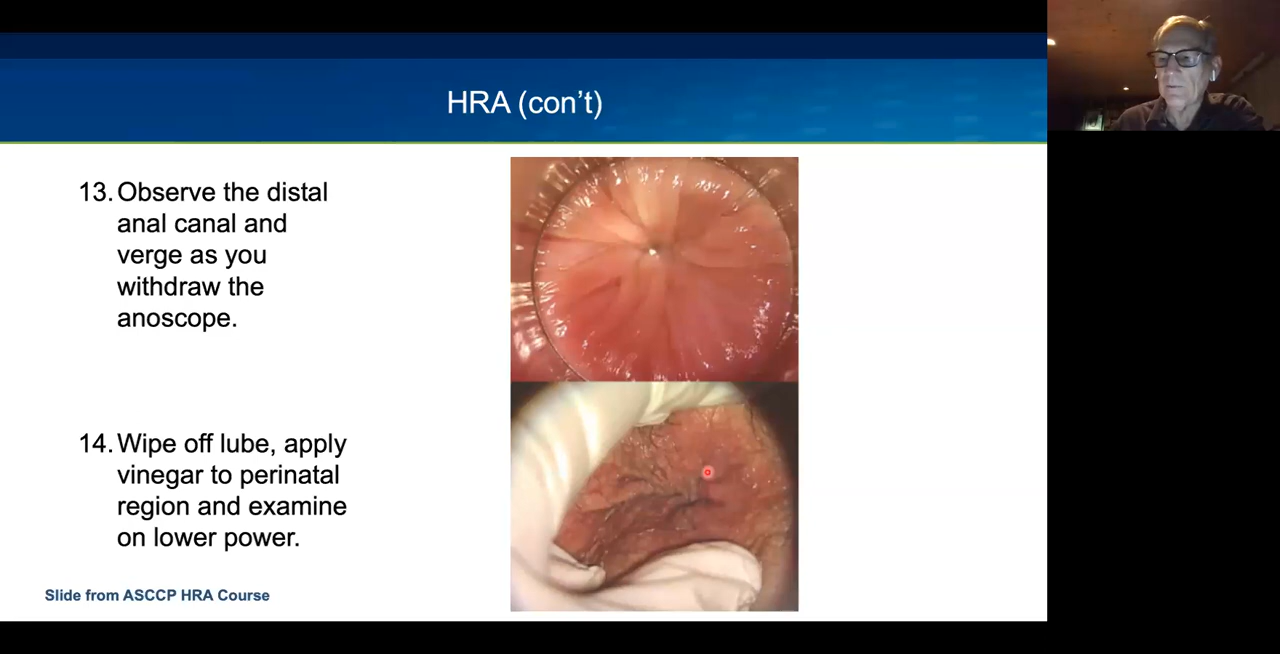 HRA (con’t)
13. Observe the distal
anal canal and
verge as you
withdraw the
anoscope.
14. Wipe off lube, apply
vinegar to perinatal
region and examine
on lower power.
Slide from ASCCP HRA Course